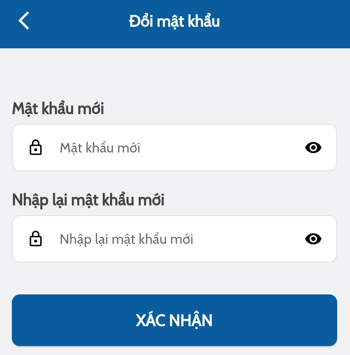 Đổi mật khẩu
Mật khẩu mới
Mật khẩu mới
Nhập lại mật khẩu mới
Nhập lại mật khẩu mới
XÁC NHẬN